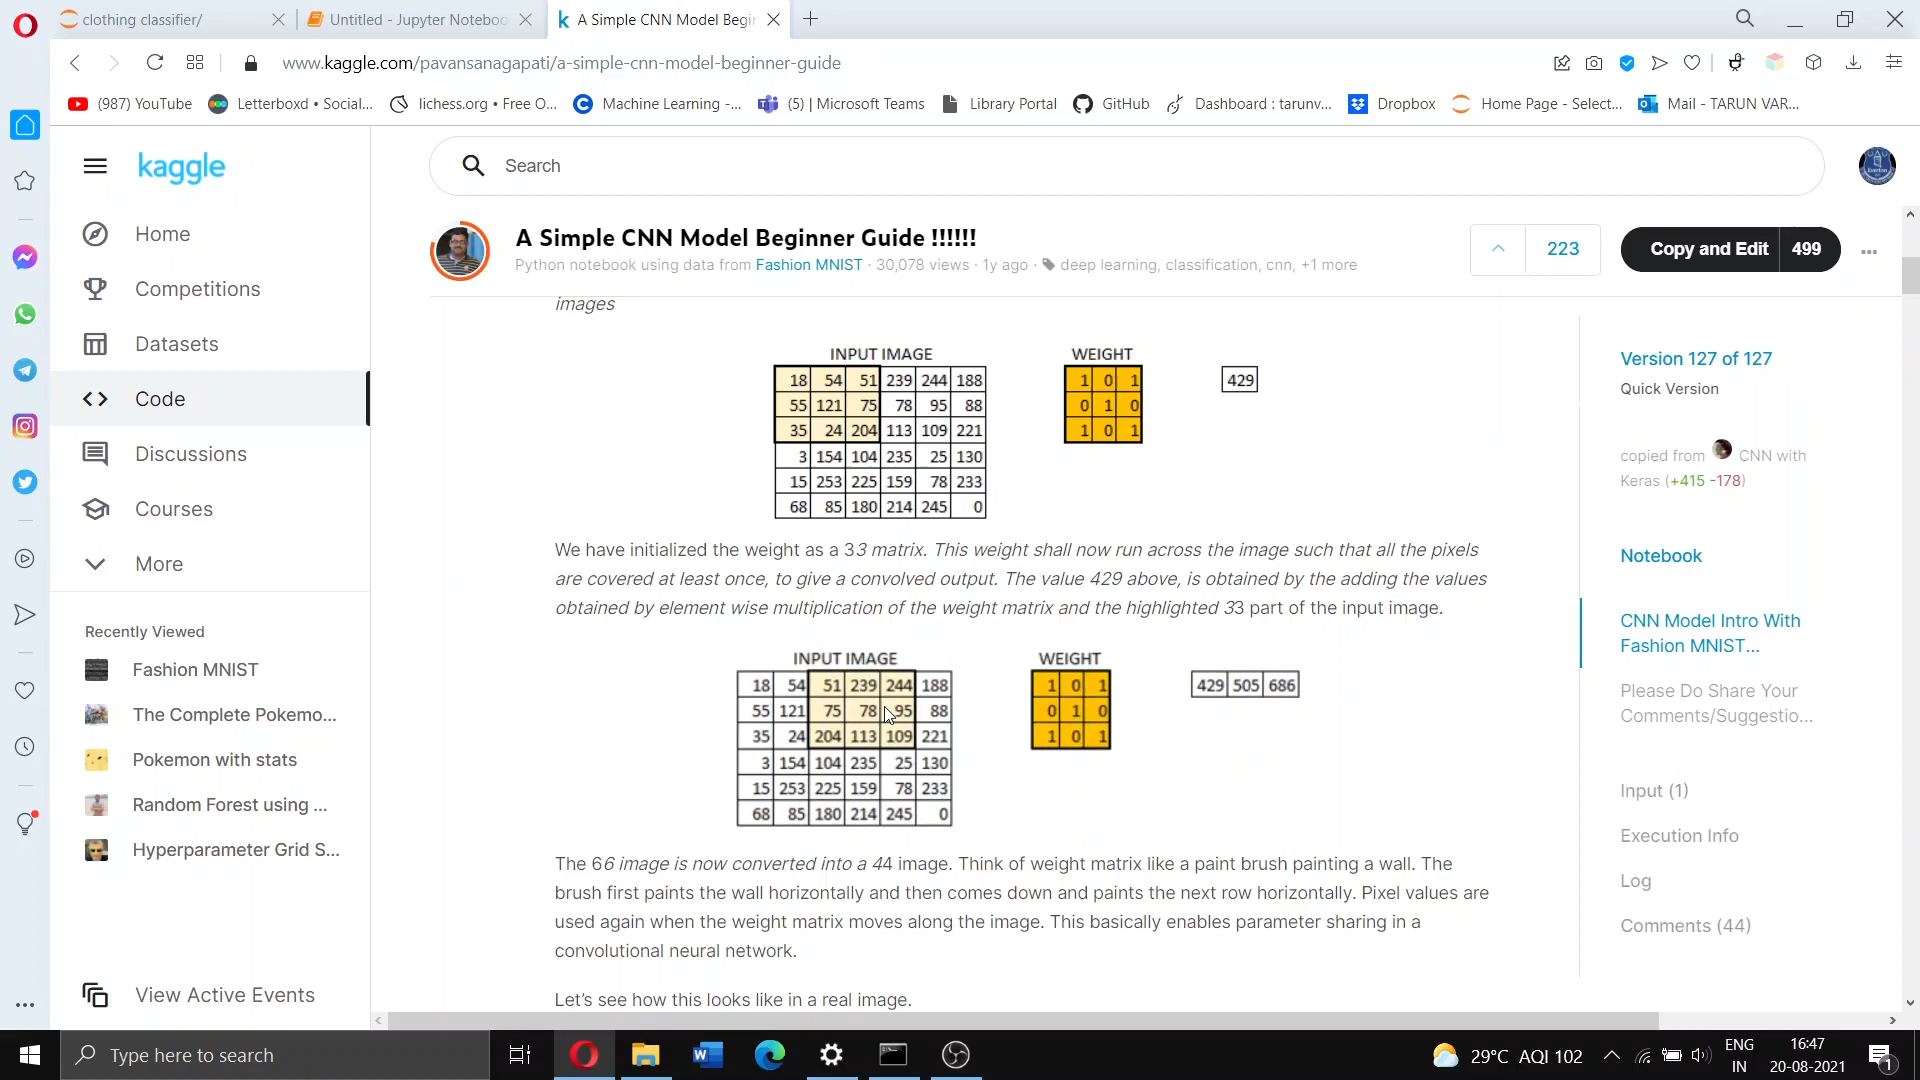 clothing classifier/
Untitled - Jupyter Noteboo
k A Simple CNN Model Begin
www.kaggle.com/pavansanagapati/a-simple-cnn-model-beginner-guide
(987) YouTube
Letterboxd • Social...
lichess.org • Free O...
Machine Learning -...
(5) | Microsoft Teams
Library Portal
GitHub
Dashboard : tarunv...
Dropbox
Home Page - Select...
Mail - TARUN VAR...
kaggle
Search
Home
Competitions
Datasets
Code
Discussions
Courses
More
Recently Viewed
Fashion MNIST
The Complete Pokemo...
Pokemon with stats
Random Forest using ...
Hyperparameter Grid S...
View Active Events
A Simple CNN Model Beginner Guide !!!!!!
Python notebook using data from Fashion MNIST · 30,078 views · 1y ago · deep learning, classification, cnn, +1 more
223
Copy and Edit 499
images
INPUT IMAGE
18 54 51 239 244 188
55 121 75 78 95 88
35 24 204 113 109 221
3 154 104 235 25 130
15 253 225 159 78 233
68 85 180 214 245 0
WEIGHT
1 0 1
0 1 0
1 0 1
429
We have initialized the weight as a 33 matrix. This weight shall now run across the image such that all the pixels
are covered at least once, to give a convolved output. The value 429 above, is obtained by the adding the values
obtained by element wise multiplication of the weight matrix and the highlighted 33 part of the input image.
INPUT IMAGE
18 54 51 239 244 188
55 121 75 78 95 88
35 24 204 113 109 221
3 154 104 235 25 130
15 253 225 159 78 233
68 85 180 214 245 0
WEIGHT
1 0 1
0 1 0
1 0 1
429 505 686
The 66 image is now converted into a 44 image. Think of weight matrix like a paint brush painting a wall. The
brush first paints the wall horizontally and then comes down and paints the next row horizontally. Pixel values are
used again when the weight matrix moves along the image. This basically enables parameter sharing in a
convolutional neural network.
Let's see how this looks like in a real image.
Version 127 of 127
Quick Version
copied from CNN with
Keras (+415 -178)
Notebook
CNN Model Intro With
Fashion MNIST...
Please Do Share Your
Comments/Suggestio...
Input (1)
Execution Info
Log
Comments (44)
Type here to search
29°C AQI 102
ENG
IN
16:47
20-08-2021
1